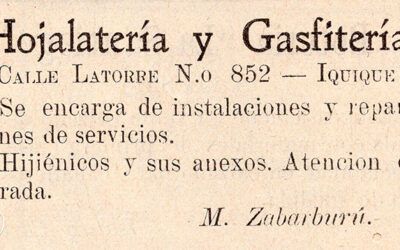 Hojalatería y Gasfitería
Calle Latorre N.o 852 — Iquique
Se encarga de instalaciones y repa
nes de servicios.
Hijiénicos y sus anexos. Atencion
rada.
M. Zabarburú.